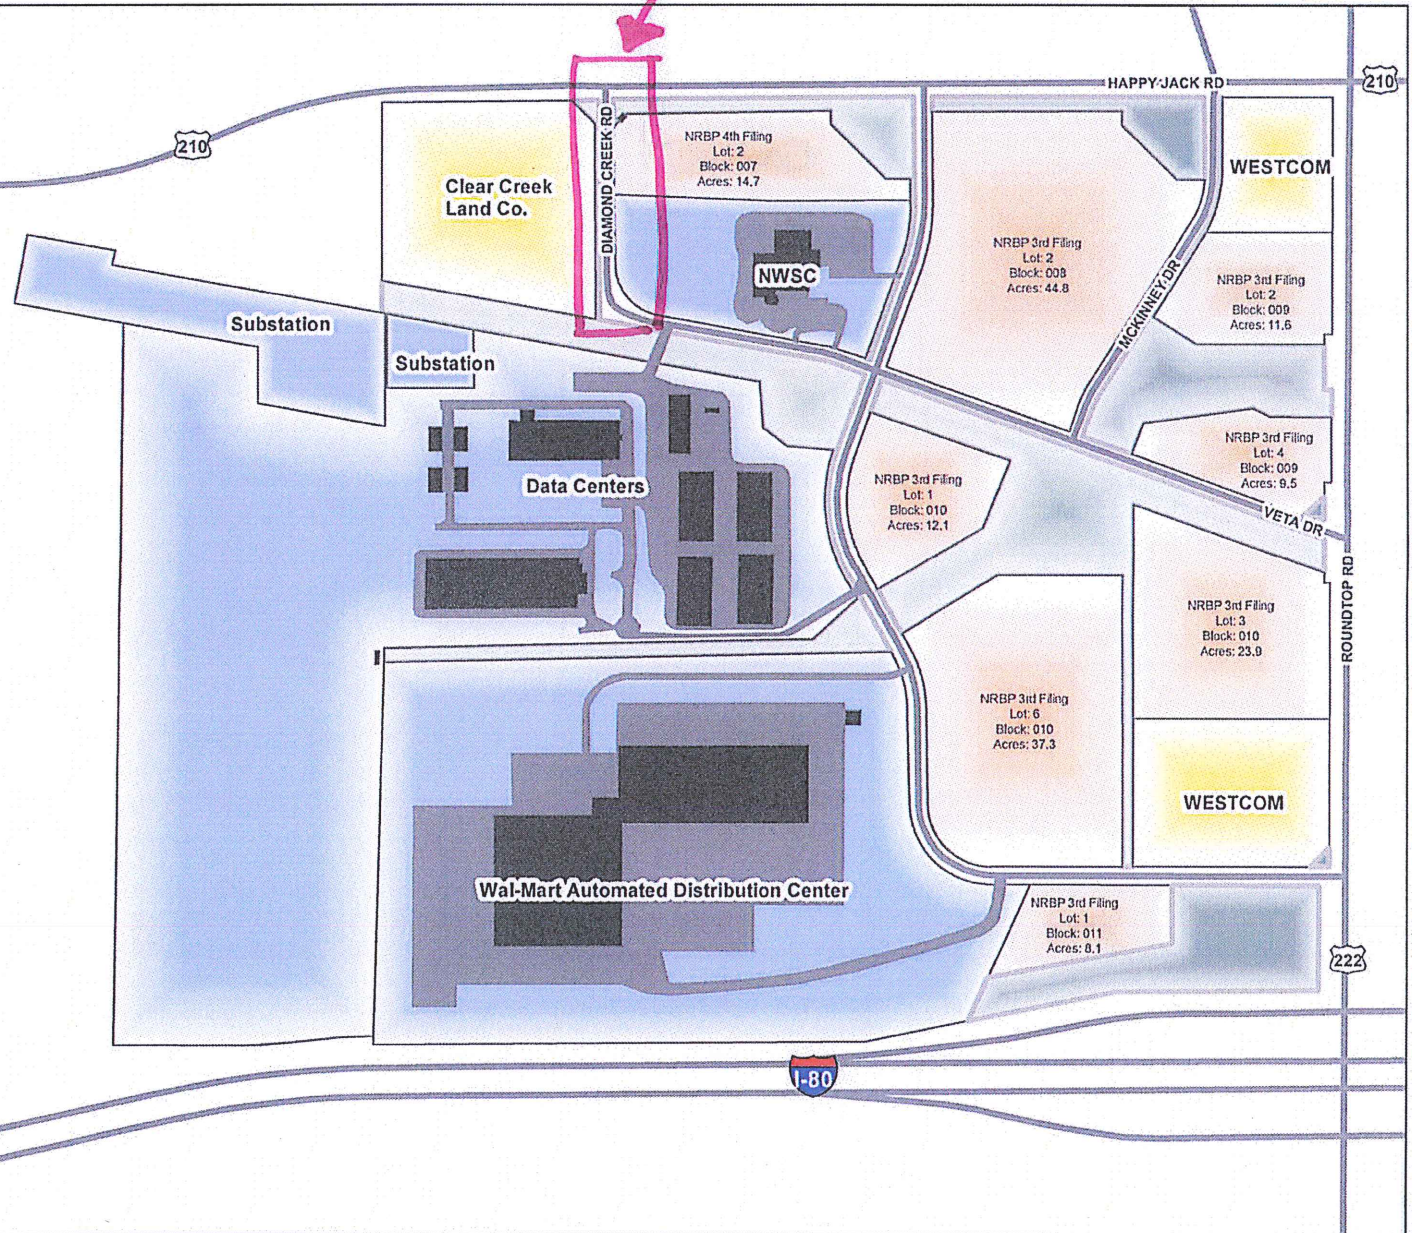 HAPPY JACK RD
210
210
DIAMOND CREEK RD
NRBP 4th Filing
Lot: 2
Block: 007
Acres: 14.7
WESTCOM
Clear Creek
Land Co.
NRBP 3rd Filing
Lot: 2
Block: 008
Acres: 44.8
NWSC
MCKINNEY DR
NRBP 3rd Filing
Lot: 2
Block: 009
Acres: 11.6
Substation
Substation
NRBP 3rd Filing
Lot: 4
Block: 009
Acres: 9.5
Data Centers
NRBP 3rd Filing
Lot: 1
Block: 010
Acres: 12.1
VETA DR
ROUNDTOP RD
NRBP 3rd Filing
Lot: 3
Block: 010
Acres: 23.9
NRBP 3rd Filing
Lot: 6
Block: 010
Acres: 37.3
WESTCOM
Wal-Mart Automated Distribution Center
NRBP 3rd Filing
Lot: 1
Block: 011
Acres: 8.1
222
I-80